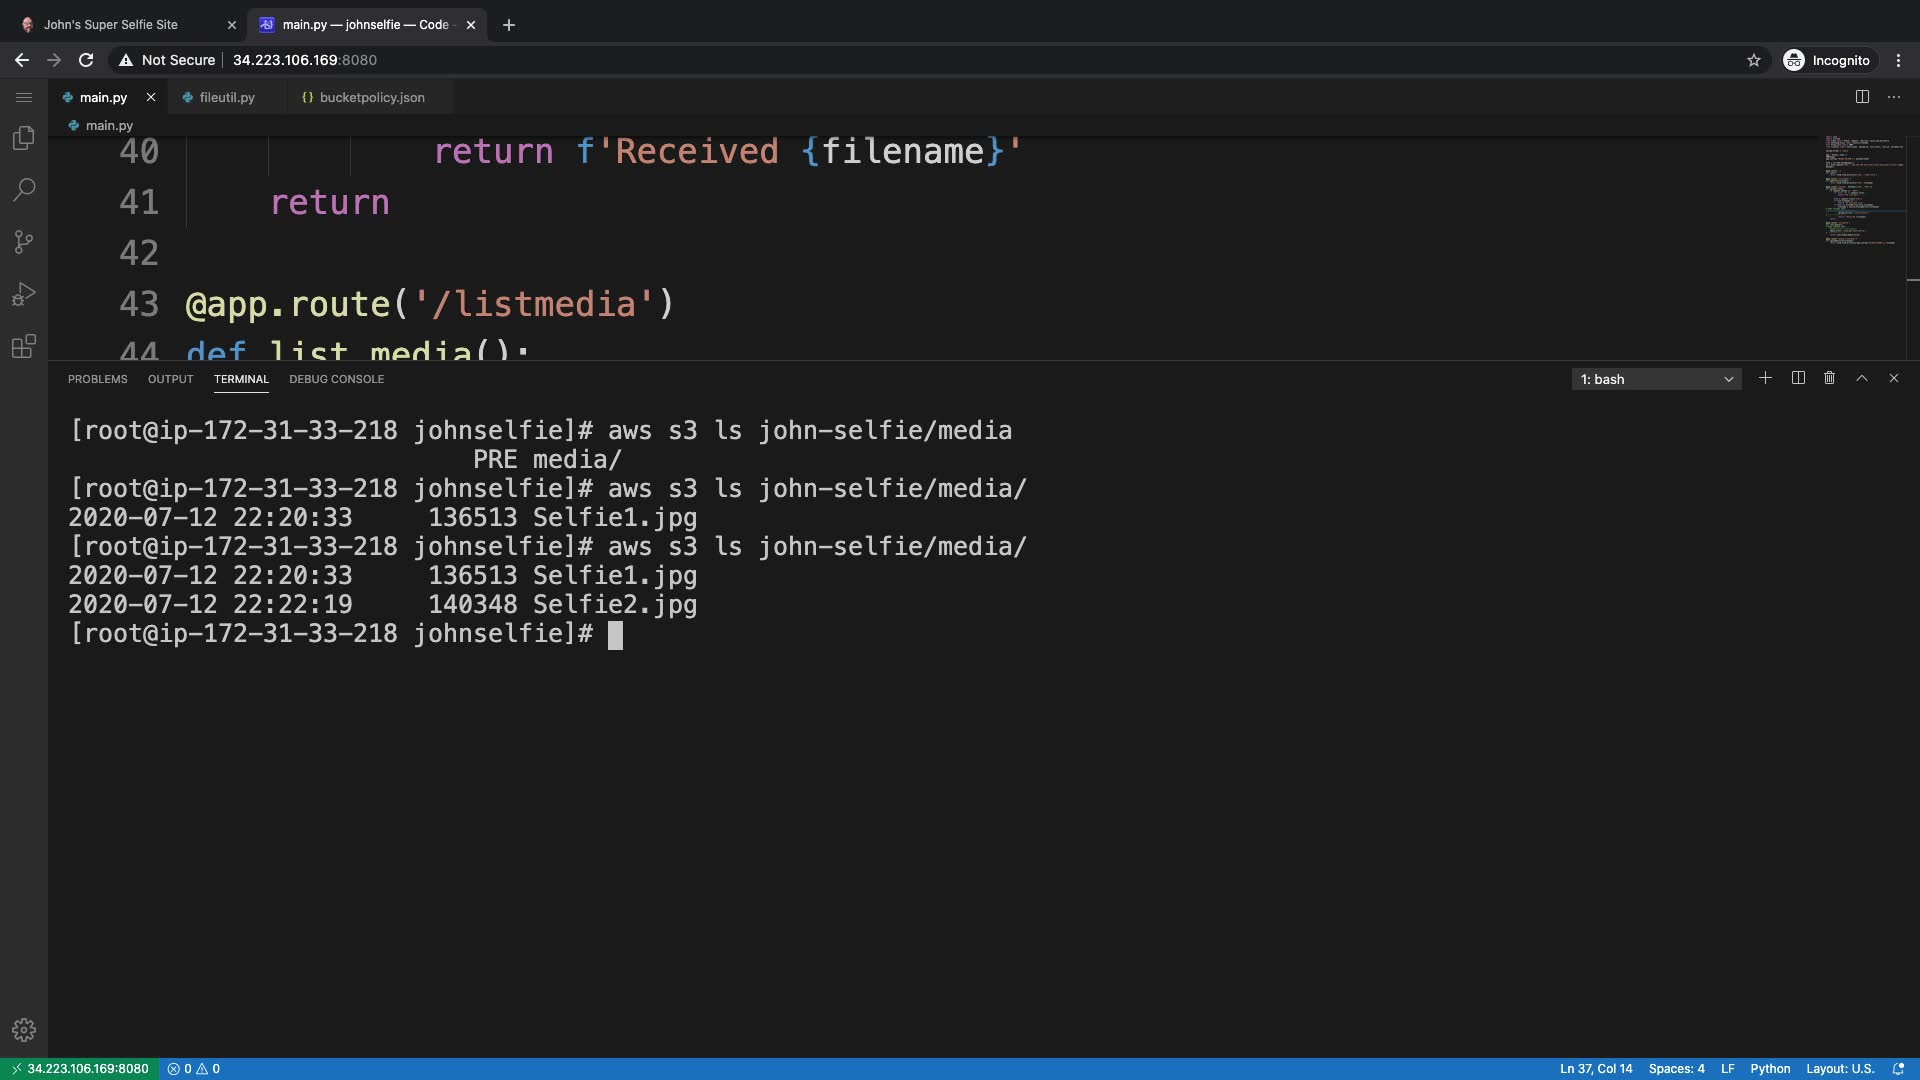 John's Super Selfie Site
main.py — johnselfie — Code -
Not Secure
34.223.106.169:8080
Incognito
main.py
fileutil.py
{} bucketpolicy.json
main.py
40 return f'Received {filename}'
41 return
42
43 @app.route('/listmedia')
44 def list_media():
PROBLEMS
OUTPUT
TERMINAL
DEBUG CONSOLE
1: bash
[root@ip-172-31-33-218 johnselfie]# aws s3 ls john-selfie/media
PRE media/
[root@ip-172-31-33-218 johnselfie]# aws s3 ls john-selfie/media/
2020-07-12 22:20:33 136513 Selfie1.jpg
[root@ip-172-31-33-218 johnselfie]# aws s3 ls john-selfie/media/
2020-07-12 22:20:33 136513 Selfie1.jpg
2020-07-12 22:22:19 140348 Selfie2.jpg
[root@ip-172-31-33-218 johnselfie]#
34.223.106.169:8080
0
0
Ln 37, Col 14
Spaces: 4
LF
Python
Layout: U.S.